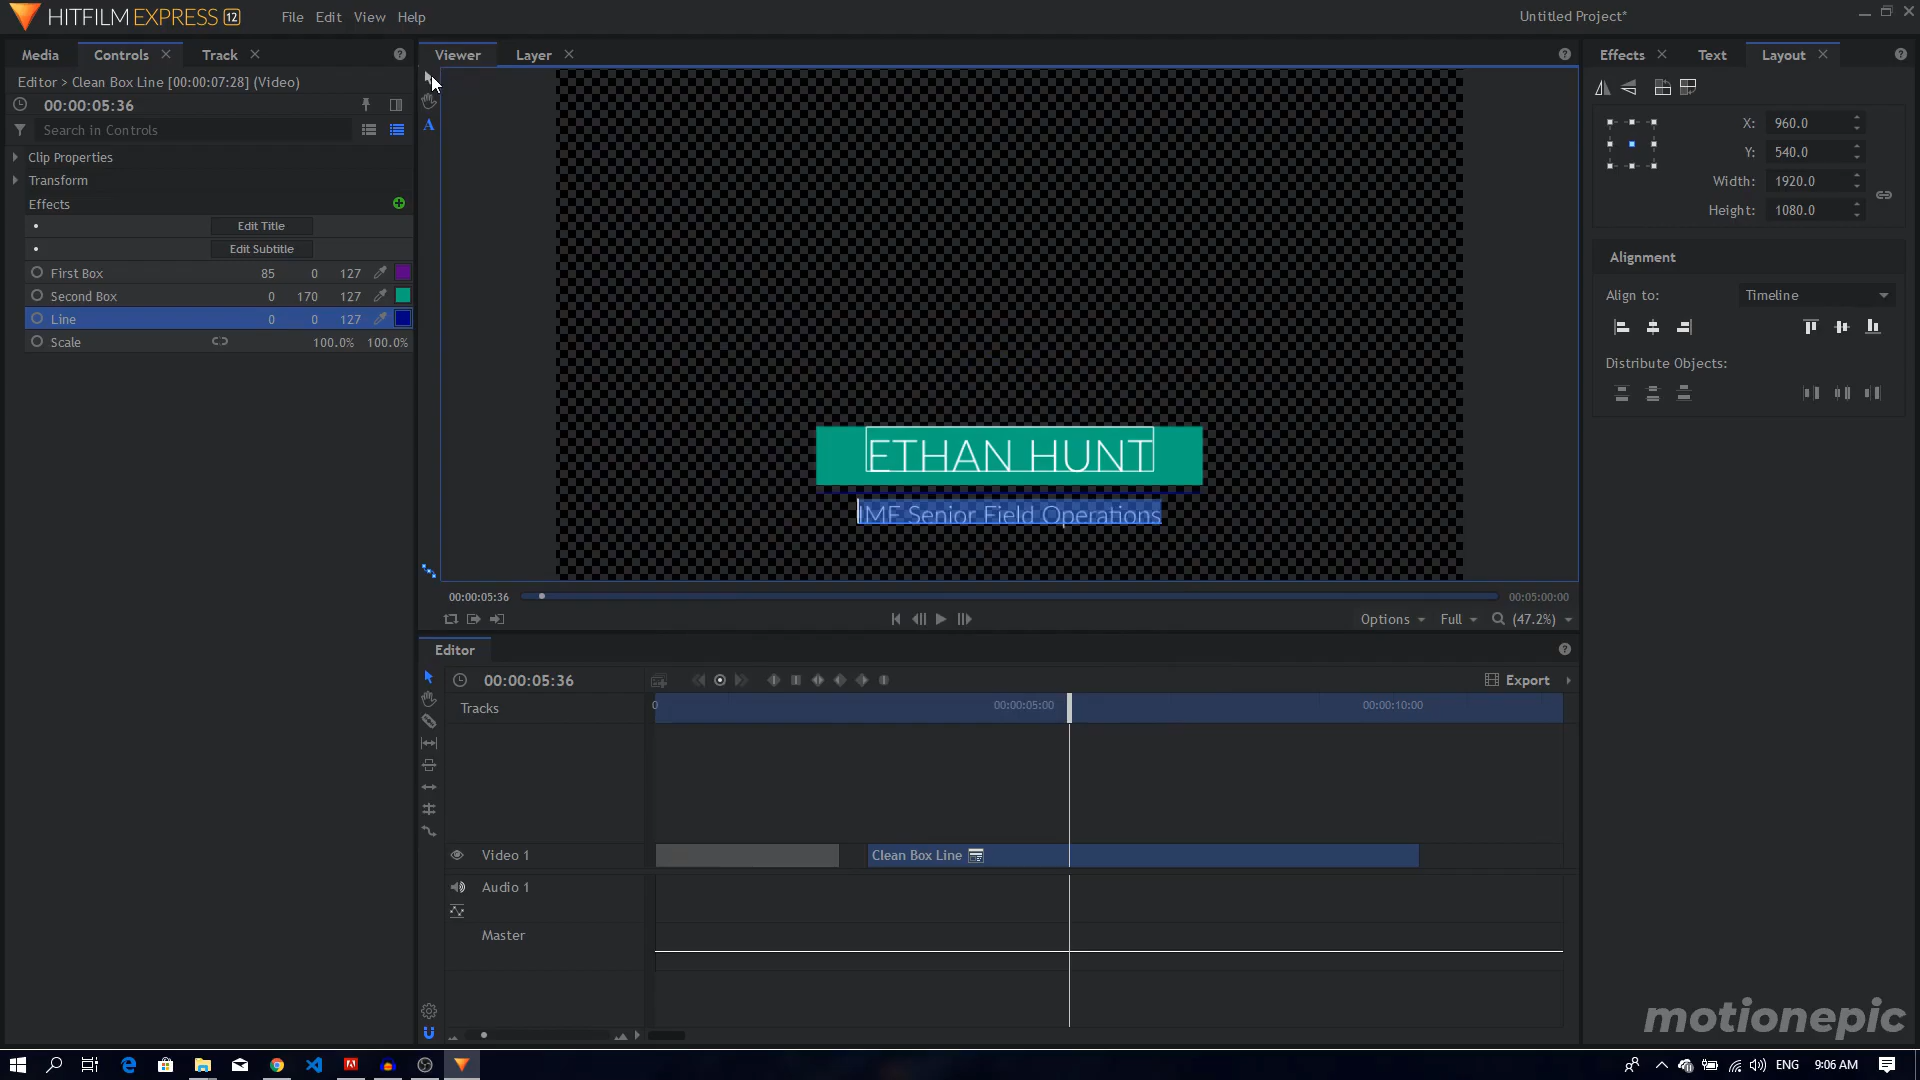 HITFILM EXPRESS 12
File Edit View Help
Untitled Project*
Media Controls Track
Editor > Clean Box Line [00:00:07:28] (Video)
00:00:05:36
Search in Controls
Clip Properties
Transform
Effects
Edit Title
Edit Subtitle
First Box 85 0 127
Second Box 0 170 127
Line 0 0 127
Scale 100.0% 100.0%
Viewer Layer
A
ETHAN HUNT
IMF Senior Field Operations
00:00:05:36
00:05:00:00
Options Full (47.2%)
Effects Text Layout
X: 960.0
Y: 540.0
Width: 1920.0
Height: 1080.0
Alignment
Align to: Timeline
Distribute Objects:
Editor
00:00:05:36
Export
Tracks
0 00:00:05:00 00:00:10:00
Video 1
Clean Box Line
Audio 1
Master
motionepic
ENG 9:06 AM